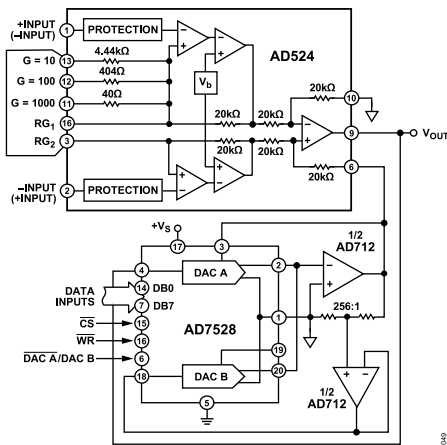 +INPUT
(–INPUT)
1
PROTECTION
AD524
G = 10
13
4.44kΩ
G = 100
12
404Ω
G = 1000
11
40Ω
Vb
RG1
16
20kΩ
20kΩ
20kΩ
10
RG2
3
20kΩ
20kΩ
9
VOUT
6
20kΩ
–INPUT
(+INPUT)
2
PROTECTION
+VS
17
3
4
DAC A
2
1/2
AD712
DATA
INPUTS
14
DB0
7
DB7
1
256:1
CS
15
AD7528
WR
16
19
DAC A/DAC B
6
20
18
DAC B
1/2
AD712
5
049